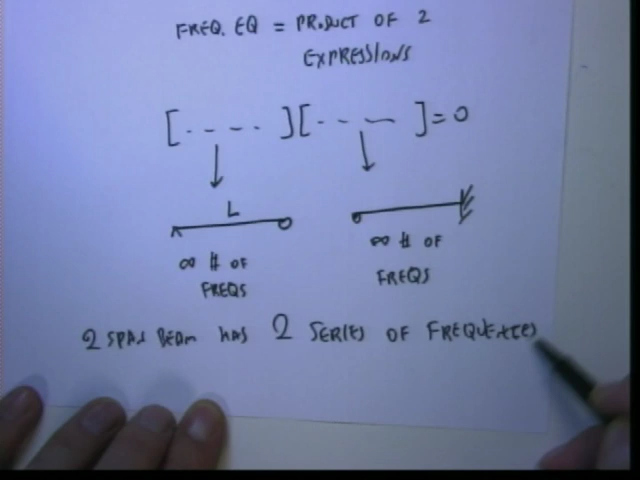 FREQ. EQ = PRODUCT OF 2
EXPRESSIONS
[. - - - .][. - - — ] = 0
L
∞ # OF
FREQS
∞ # OF
FREQS
2 SPAN BEAM HAS 2 SERIES OF FREQUENCIES